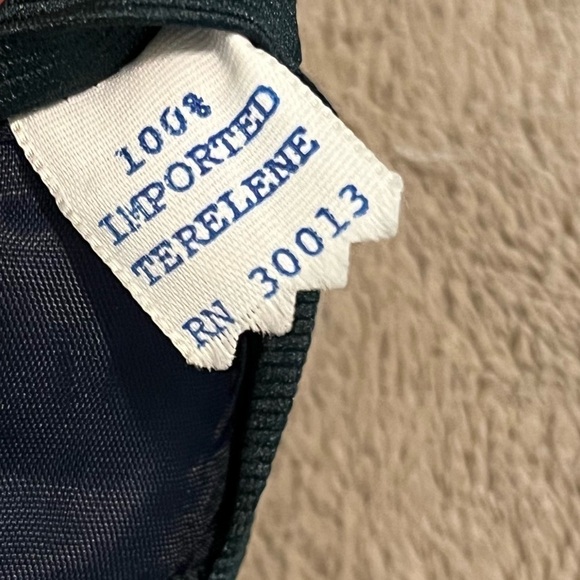 100%
IMPORTED
TERELENE
RN 30013